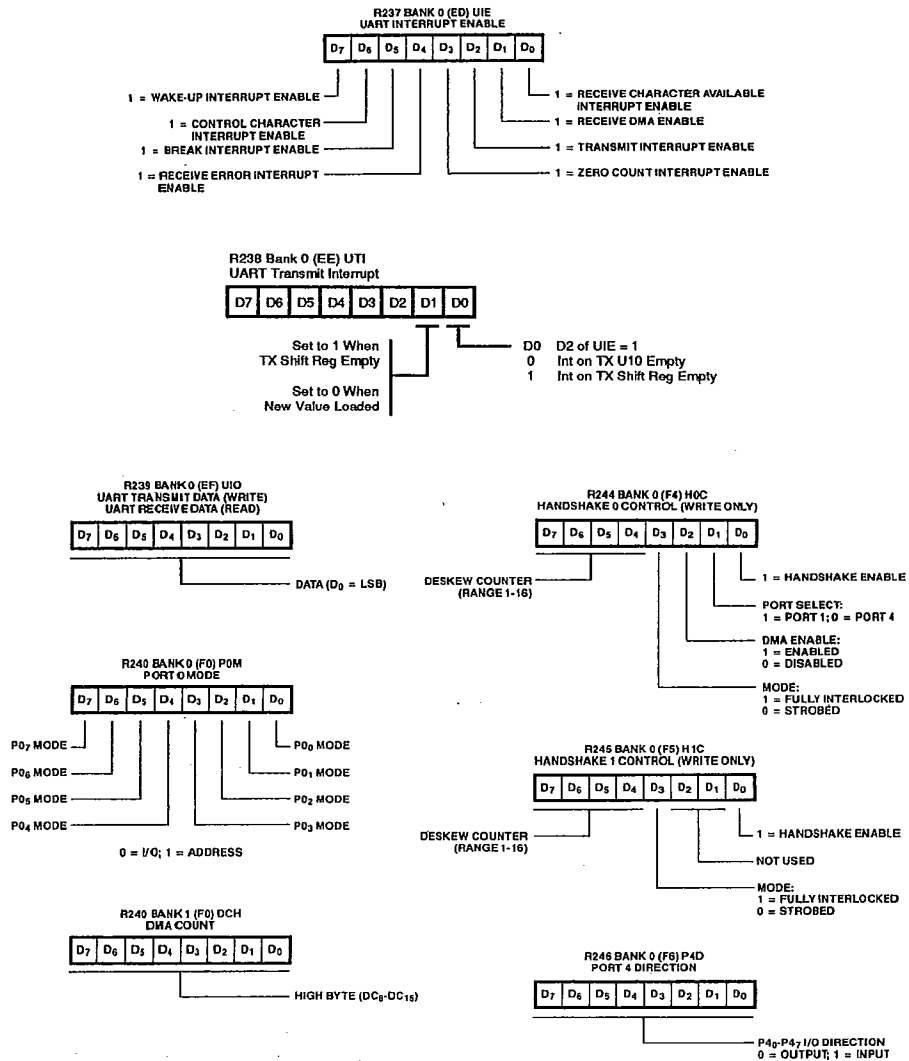 R237 BANK 0 (ED) UIE
UART INTERRUPT ENABLE
D7 D6 D5 D4 D3 D2 D1 D0
1 = WAKE-UP INTERRUPT ENABLE
1 = CONTROL CHARACTER
INTERRUPT ENABLE
1 = BREAK INTERRUPT ENABLE
1 = RECEIVE ERROR INTERRUPT
ENABLE
1 = RECEIVE CHARACTER AVAILABLE
INTERRUPT ENABLE
1 = RECEIVE DMA ENABLE
1 = TRANSMIT INTERRUPT ENABLE
1 = ZERO COUNT INTERRUPT ENABLE
R238 Bank 0 (EE) UTI
UART Transmit Interrupt
D7 D6 D5 D4 D3 D2 D1 D0
Set to 1 When
TX Shift Reg Empty
Set to 0 When
New Value Loaded
D0 D2 of UIE = 1
0 Int on TX U10 Empty
1 Int on TX Shift Reg Empty
R239 BANK 0 (EF) UIO
UART TRANSMIT DATA (WRITE)
UART RECEIVE DATA (READ)
D7 D6 D5 D4 D3 D2 D1 D0
DATA (D0 = LSB)
R240 BANK 0 (F0) P0M
PORT 0 MODE
D7 D6 D5 D4 D3 D2 D1 D0
P07 MODE
P06 MODE
P05 MODE
P04 MODE
P00 MODE
P01 MODE
P02 MODE
P03 MODE
0 = I/O; 1 = ADDRESS
R240 BANK 1 (F0) DCH
DMA COUNT
D7 D6 D5 D4 D3 D2 D1 D0
HIGH BYTE (DC8-DC15)
R244 BANK 0 (F4) H0C
HANDSHAKE 0 CONTROL (WRITE ONLY)
D7 D6 D5 D4 D3 D2 D1 D0
DESKEW COUNTER
(RANGE 1-16)
1 = HANDSHAKE ENABLE
PORT SELECT:
1 = PORT 1; 0 = PORT 4
DMA ENABLE:
1 = ENABLED
0 = DISABLED
MODE:
1 = FULLY INTERLOCKED
0 = STROBED
R245 BANK 0 (F5) H1C
HANDSHAKE 1 CONTROL (WRITE ONLY)
D7 D6 D5 D4 D3 D2 D1 D0
DESKEW COUNTER
(RANGE 1-16)
1 = HANDSHAKE ENABLE
NOT USED
MODE:
1 = FULLY INTERLOCKED
0 = STROBED
R246 BANK 0 (F6) P4D
PORT 4 DIRECTION
D7 D6 D5 D4 D3 D2 D1 D0
P40-P47 I/O DIRECTION
0 = OUTPUT; 1 = INPUT